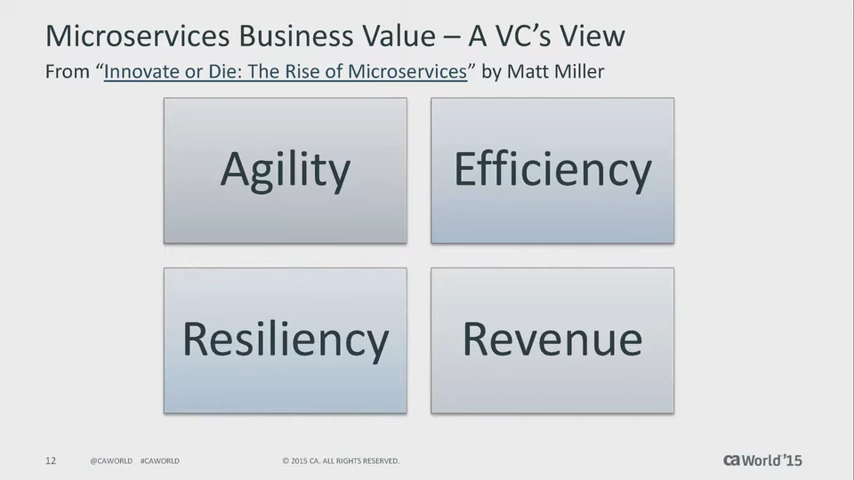 Microservices Business Value – A VC's View
From “Innovate or Die: The Rise of Microservices” by Matt Miller
Agility
Efficiency
Resiliency
Revenue
12 @CAWORLD #CAWORLD © 2015 CA. ALL RIGHTS RESERVED. ca World '15